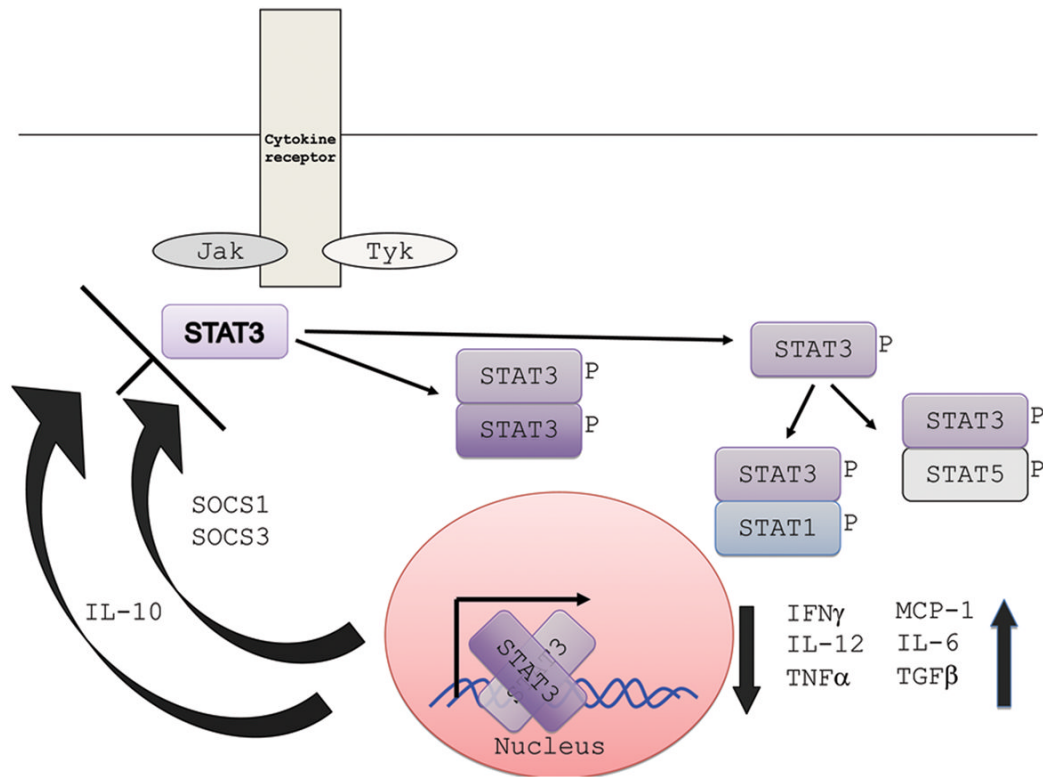 Cytokine
receptor
Jak
Tyk
STAT3
STAT3 P
STAT3 P
STAT3 P
STAT3 P
STAT5 P
STAT3 P
STAT1 P
SOCS1
SOCS3
IL-10
IFNγ
IL-12
TNFα
MCP-1
IL-6
TGFβ
STAT3
Nucleus